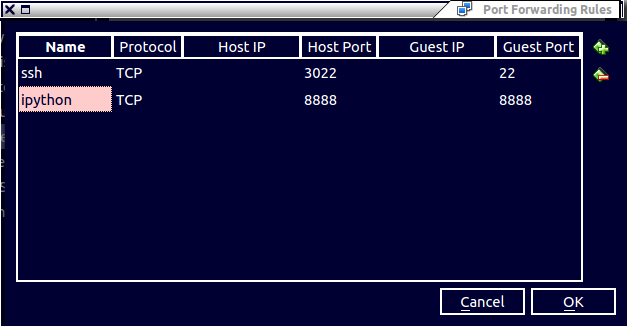 Port Forwarding Rules
Name Protocol Host IP Host Port Guest IP Guest Port
ssh TCP 3022 22
ipython TCP 8888 8888
Cancel OK